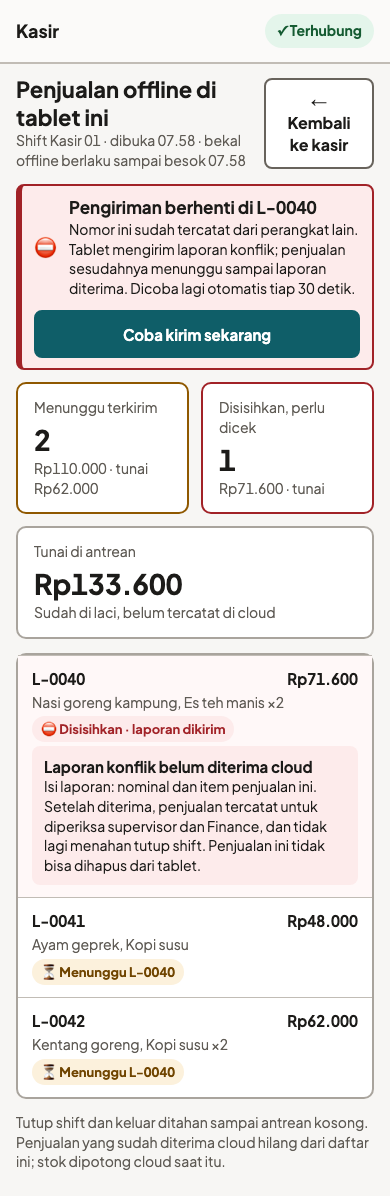 Kasir
✓Terhubung
Penjualan offline di
tablet ini
Shift Kasir 01 · dibuka 07.58 · bekal
offline berlaku sampai besok 07.58
←
Kembali
ke kasir
Pengiriman berhenti di L-0040
Nomor ini sudah tercatat dari perangkat lain.
Tablet mengirim laporan konflik; penjualan
sesudahnya menunggu sampai laporan
diterima. Dicoba lagi otomatis tiap 30 detik.
Coba kirim sekarang
Menunggu terkirim
2
Rp110.000 · tunai
Rp62.000
Disisihkan, perlu
dicek
1
Rp71.600 · tunai
Tunai di antrean
Rp133.600
Sudah di laci, belum tercatat di cloud
L-0040 Rp71.600
Nasi goreng kampung, Es teh manis ×2
⛔ Disisihkan · laporan dikirim
Laporan konflik belum diterima cloud
Isi laporan: nominal dan item penjualan ini.
Setelah diterima, penjualan tercatat untuk
diperiksa supervisor dan Finance, dan tidak
lagi menahan tutup shift. Penjualan ini tidak
bisa dihapus dari tablet.
L-0041 Rp48.000
Ayam geprek, Kopi susu
⏳ Menunggu L-0040
L-0042 Rp62.000
Kentang goreng, Kopi susu ×2
⏳ Menunggu L-0040
Tutup shift dan keluar ditahan sampai antrean kosong.
Penjualan yang sudah diterima cloud hilang dari daftar
ini; stok dipotong cloud saat itu.